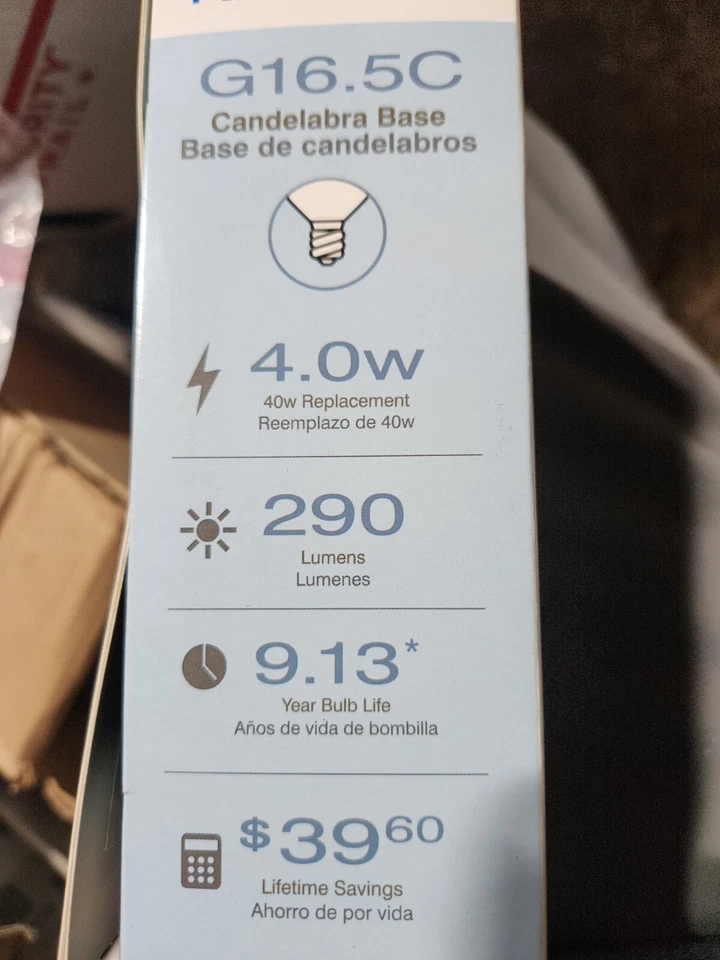 G16.5C
Candelabra Base
Base de candelabros
4.0w
40w Replacement
Reemplazo de 40w
290
Lumens
Lumenes
9.13*
Year Bulb Life
Años de vida de bombilla
$39⁶⁰
Lifetime Savings
Ahorro de por vida